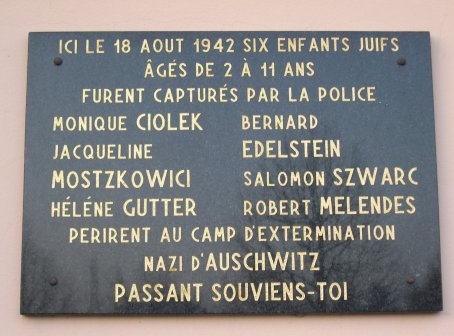 ICI LE 18 AOUT 1942 SIX ENFANTS JUIFS
ÂGÉS DE 2 À 11 ANS
FURENT CAPTURÉS PAR LA POLICE
MONIQUE CIOLEK
JACQUELINE
MOSTZKOWICI
HÉLÉNE GUTTER
BERNARD
EDELSTEIN
SALOMON SZWARC
ROBERT MELENDES
PERIRENT AU CAMP D'EXTERMINATION
NAZI D'AUSCHWITZ
PASSANT SOUVIENS-TOI